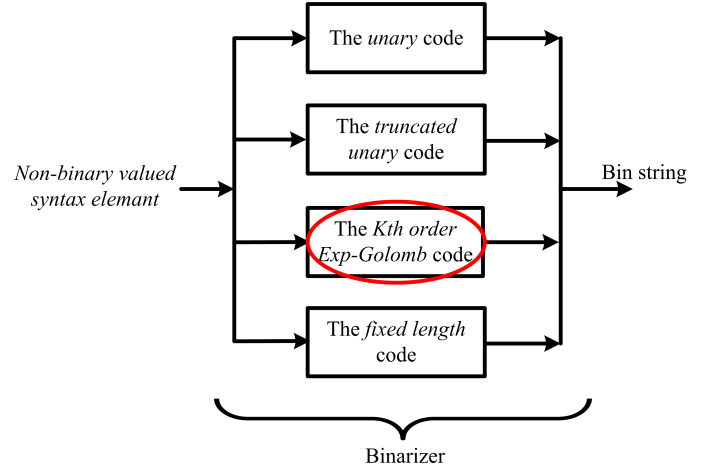 The unary code
The truncated
unary code
Non-binary valued
syntax elemant
Bin string
The Kth order
Exp-Golomb code
The fixed length
code
Binarizer